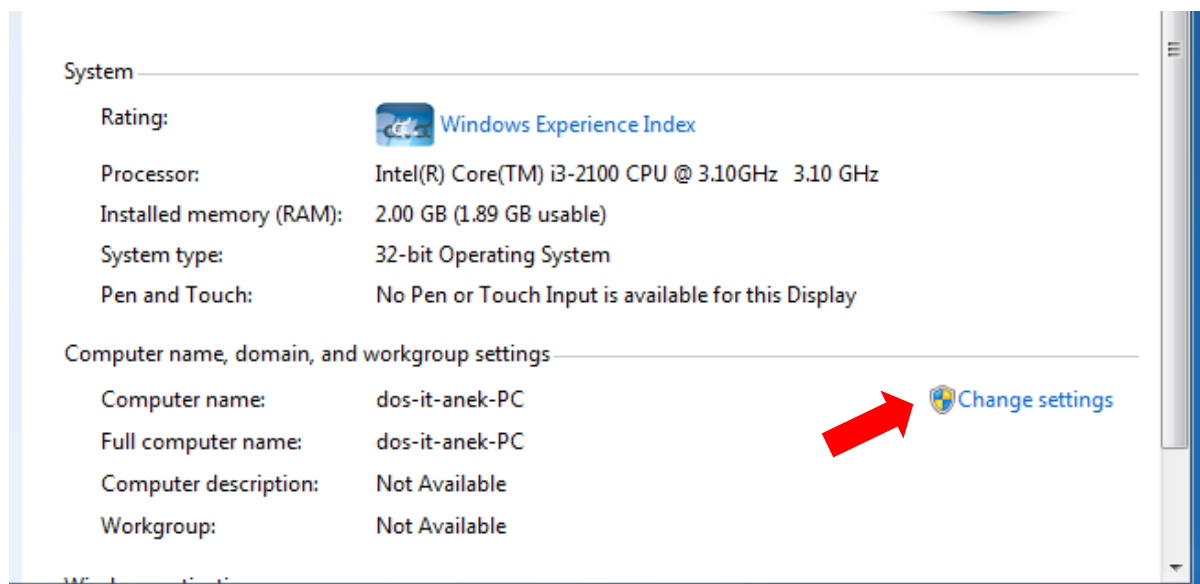 System
Rating: Windows Experience Index
Processor: Intel(R) Core(TM) i3-2100 CPU @ 3.10GHz 3.10 GHz
Installed memory (RAM): 2.00 GB (1.89 GB usable)
System type: 32-bit Operating System
Pen and Touch: No Pen or Touch Input is available for this Display
Computer name, domain, and workgroup settings
Computer name: dos-it-anek-PC Change settings
Full computer name: dos-it-anek-PC
Computer description: Not Available
Workgroup: Not Available